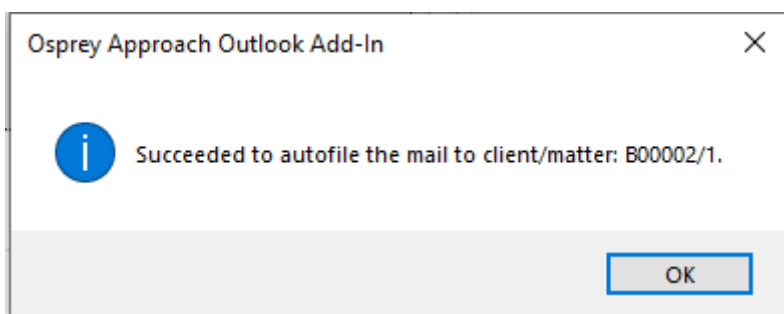 Osprey Approach Outlook Add-In
Succeeded to autofile the mail to client/matter: B00002/1.
OK